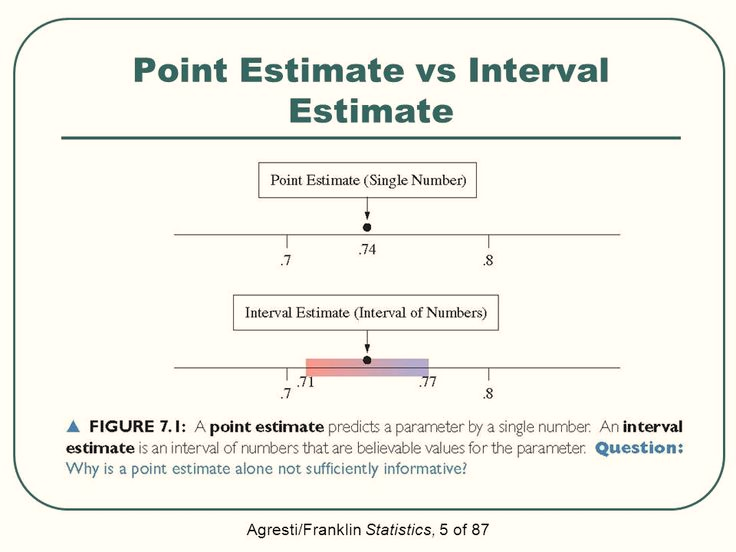 Point Estimate vs Interval
Estimate
Point Estimate (Single Number)
.74
.7
.8
Interval Estimate (Interval of Numbers)
.71
.77
.7
.8
▲ FIGURE 7.1: A point estimate predicts a parameter by a single number. An interval
estimate is an interval of numbers that are believable values for the parameter. Question:
Why is a point estimate alone not sufficiently informative?
Agresti/Franklin Statistics, 5 of 87